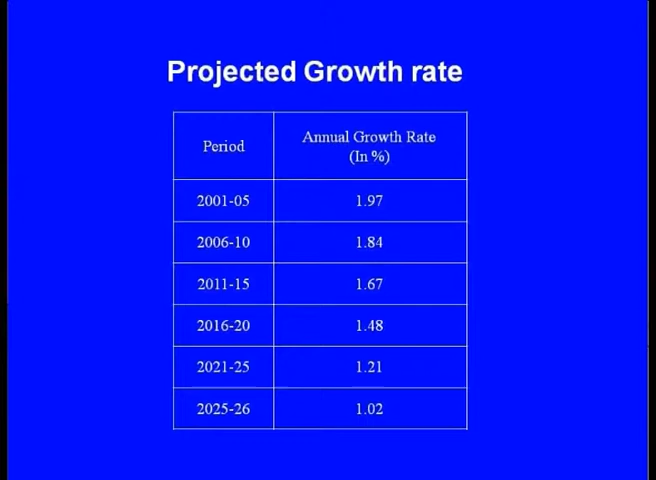 Projected Growth rate
Period
Annual Growth Rate
(In %)
2001-05 1.97
2006-10 1.84
2011-15 1.67
2016-20 1.48
2021-25 1.21
2025-26 1.02